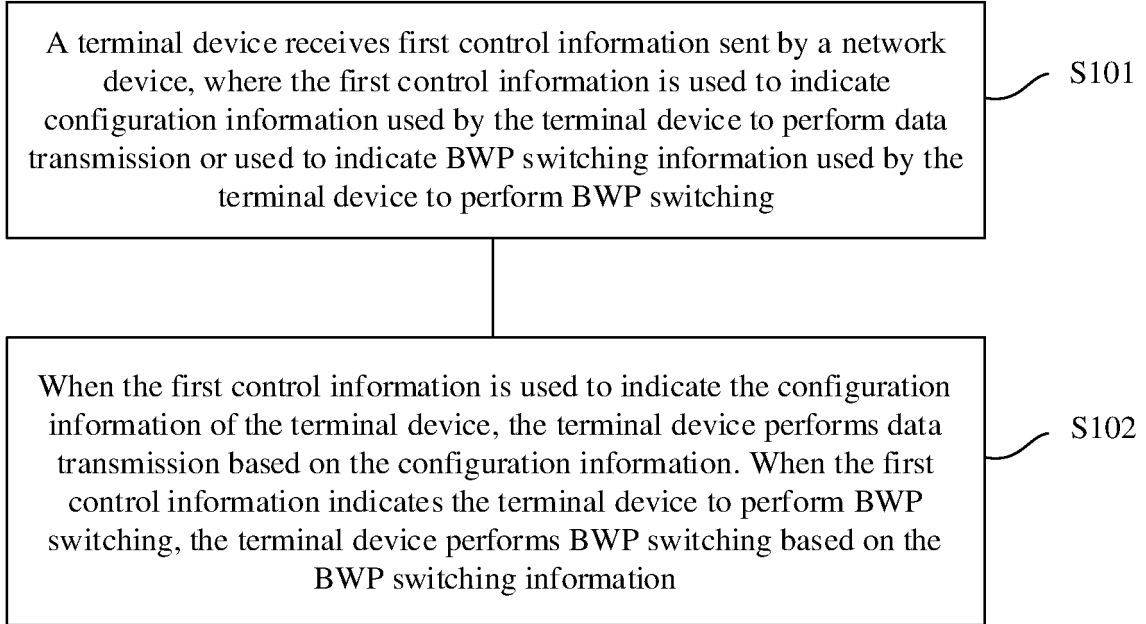 A terminal device receives first control information sent by a network
device, where the first control information is used to indicate
configuration information used by the terminal device to perform data
transmission or used to indicate BWP switching information used by the
terminal device to perform BWP switching
S101
When the first control information is used to indicate the configuration
information of the terminal device, the terminal device performs data
transmission based on the configuration information. When the first
control information indicates the terminal device to perform BWP
switching, the terminal device performs BWP switching based on the
BWP switching information
S102